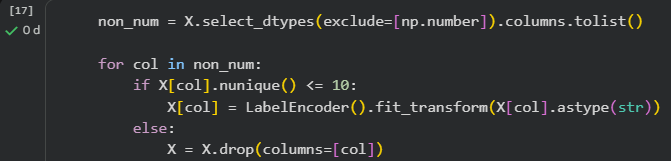 [17]
✓ 0 d
non_num = X.select_dtypes(exclude=[np.number]).columns.tolist()
for col in non_num:
    if X[col].nunique() <= 10:
        X[col] = LabelEncoder().fit_transform(X[col].astype(str))
    else:
        X = X.drop(columns=[col])